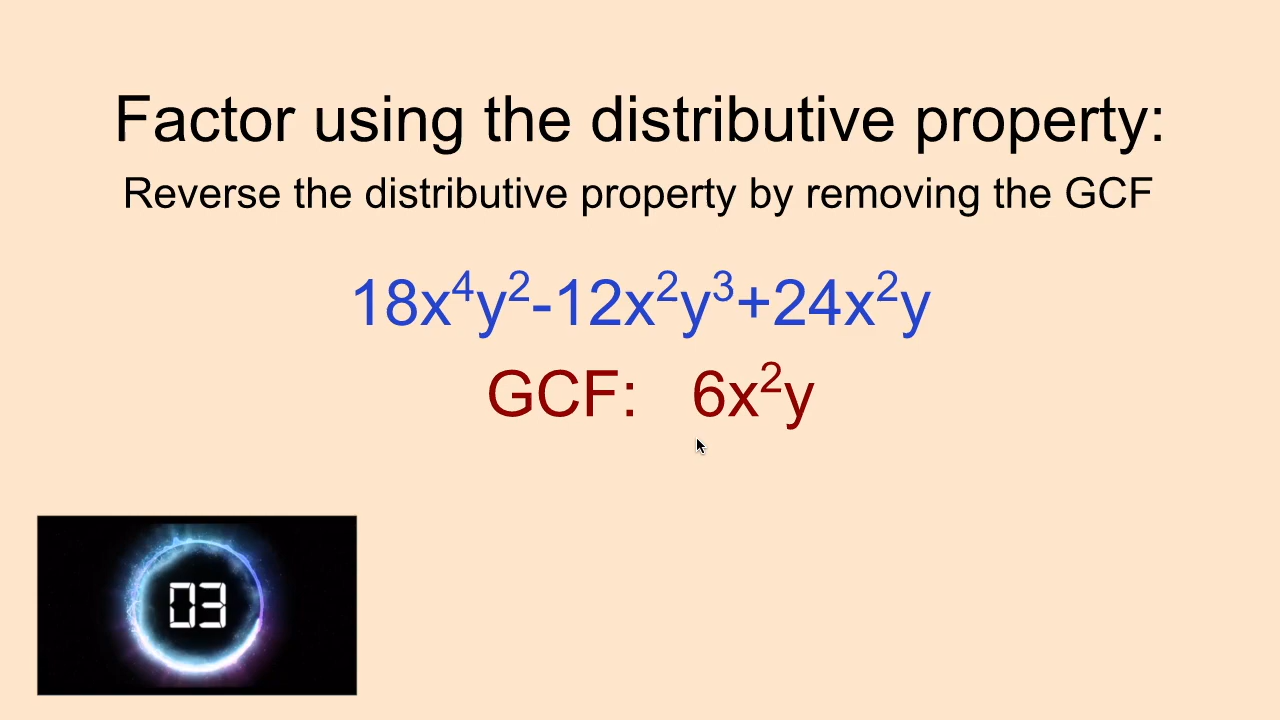 Factor using the distributive property:
Reverse the distributive property by removing the GCF
18x⁴y²-12x²y³+24x²y
GCF: 6x²y
03